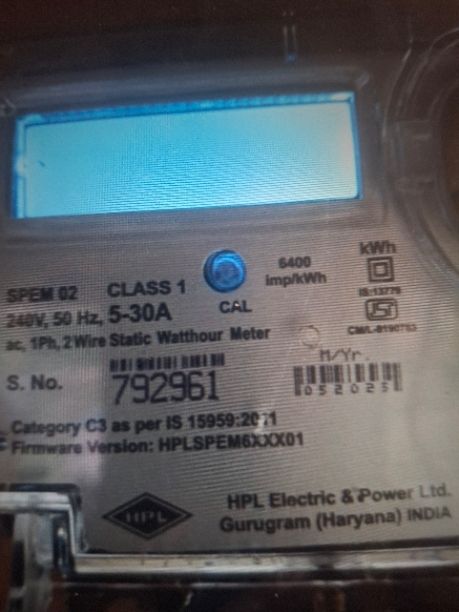 6400
imp/kWh
kWh
IS:13779
SPEM 02 CLASS 1
CAL
240V, 50 Hz, 5-30A
ac, 1Ph, 2 Wire Static Watthour Meter
M/Yr.
S. No. 792961
052025
Category C3 as per IS 15959:2011
Firmware Version: HPLSPEM6XXX01
HPL
HPL Electric & Power Ltd.
Gurugram (Haryana) INDIA